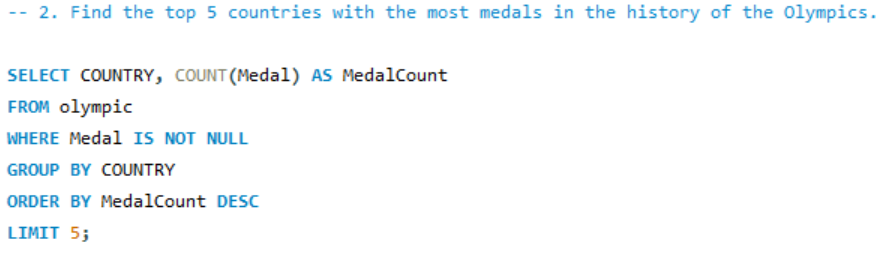 -- 2. Find the top 5 countries with the most medals in the history of the Olympics.
SELECT COUNTRY, COUNT(Medal) AS MedalCount
FROM olympic
WHERE Medal IS NOT NULL
GROUP BY COUNTRY
ORDER BY MedalCount DESC
LIMIT 5;